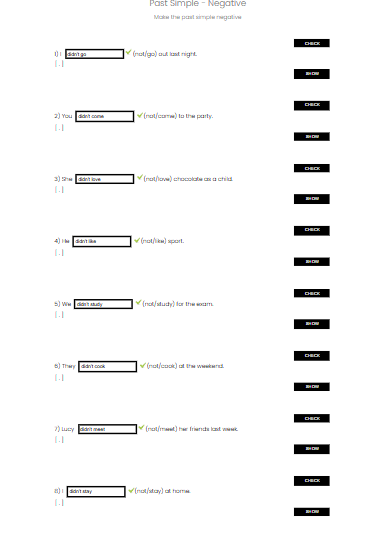 Past Simple - Negative
Make the past simple negative
CHECK
1) I didn't go (not/go) out last night.
[ . ]
SHOW
CHECK
2) You didn't come (not/come) to the party.
[ . ]
SHOW
CHECK
3) She didn't love (not/love) chocolate as a child.
[ . ]
SHOW
CHECK
4) He didn't like (not/like) sport.
[ . ]
SHOW
CHECK
5) We didn't study (not/study) for the exam.
[ . ]
SHOW
CHECK
6) They didn't cook (not/cook) at the weekend.
[ . ]
SHOW
CHECK
7) Lucy didn't meet (not/meet) her friends last week.
[ . ]
SHOW
CHECK
8) I didn't stay (not/stay) at home.
[ . ]
SHOW